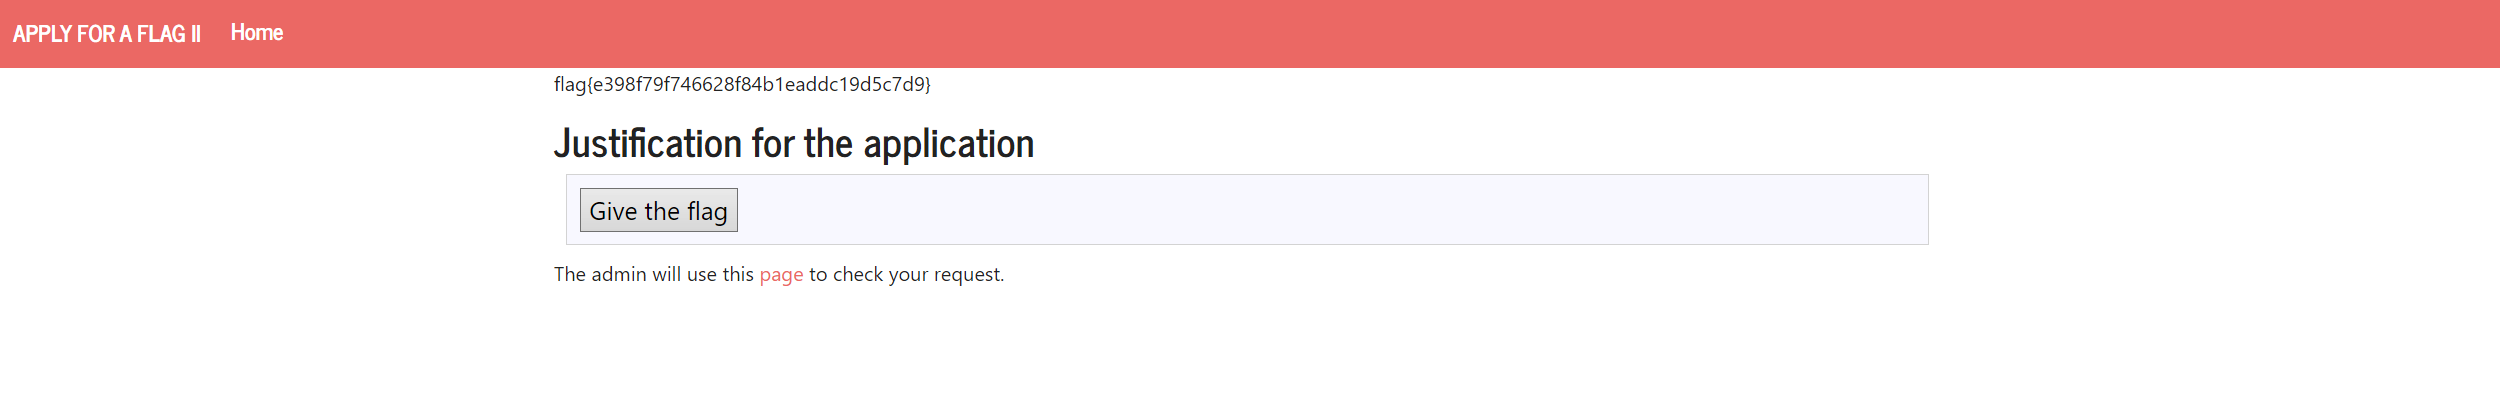 APPLY FOR A FLAG II Home
flag{e398f79f746628f84b1eaddc19d5c7d9}
Justification for the application
Give the flag
The admin will use this page to check your request.